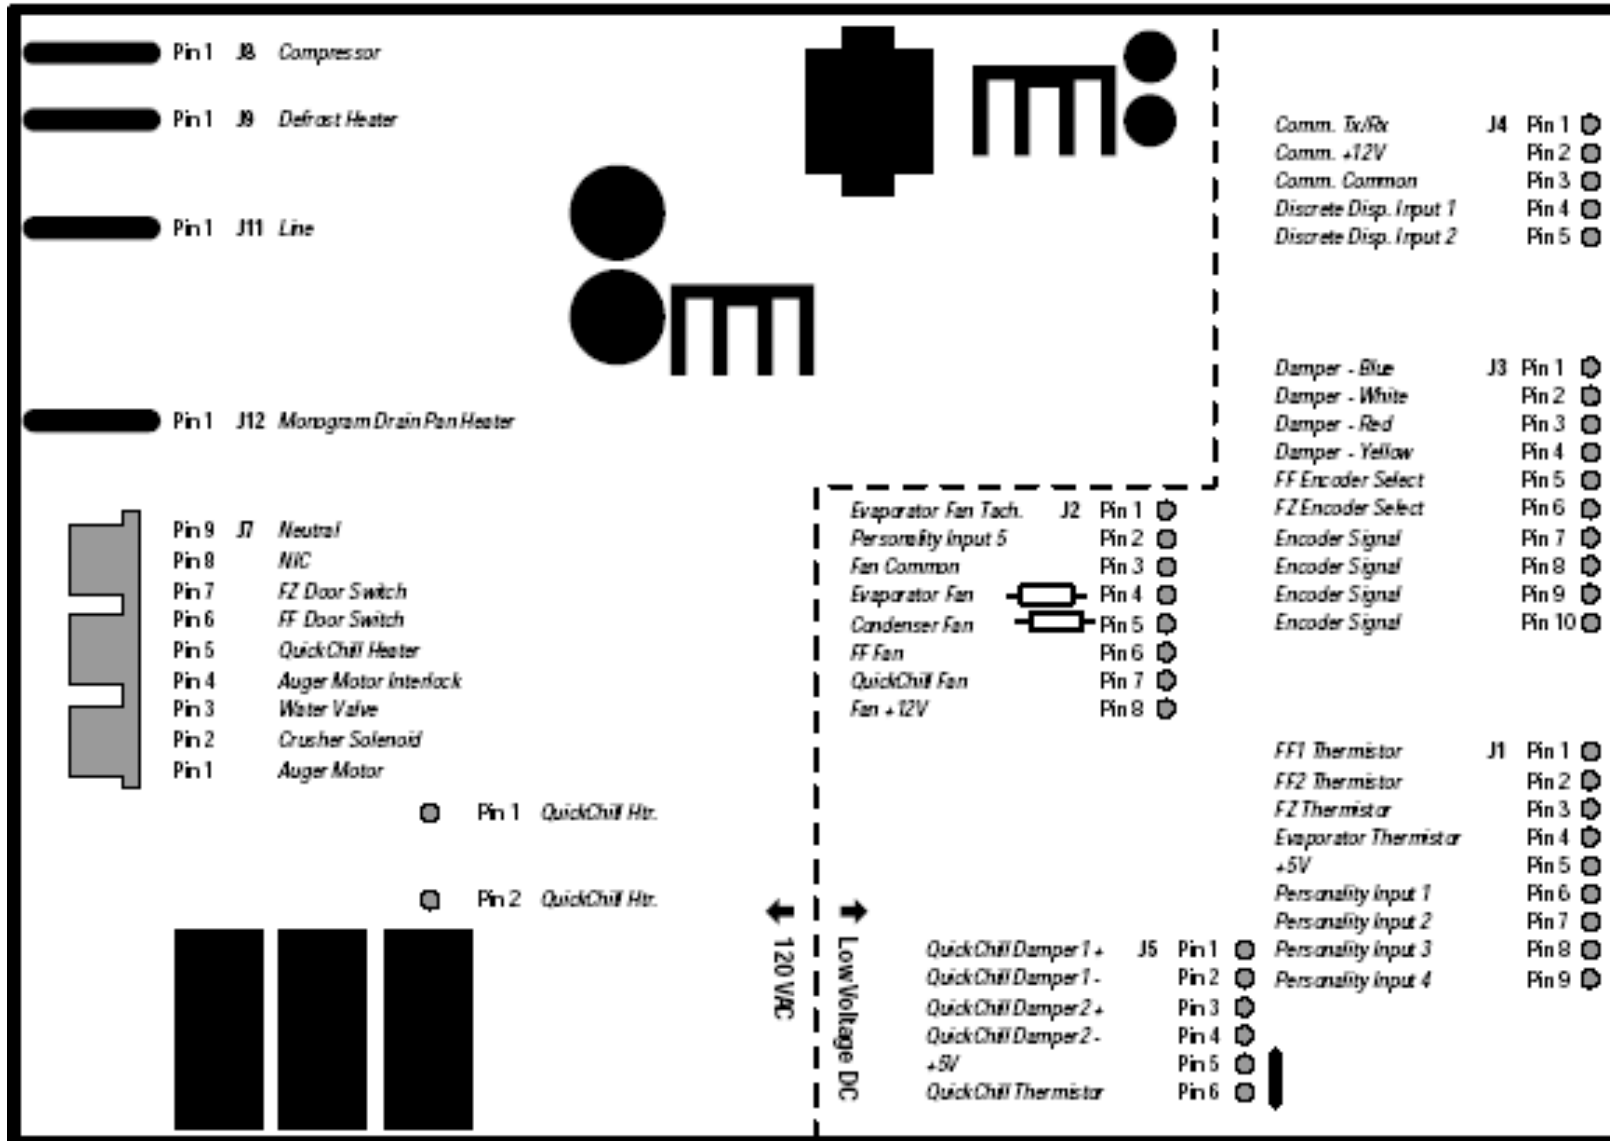 Pin 1 J8 Compressor
Pin 1 J9 Defrost Heater
Pin 1 J11 Line
Pin 1 J12 Monogram Drain Pan Heater
Pin 9 J7 Neutral
Pin 8 N/C
Pin 7 FZ Door Switch
Pin 6 FF Door Switch
Pin 5 QuickChill Heater
Pin 4 Auger Motor Interlock
Pin 3 Water Valve
Pin 2 Crusher Solenoid
Pin 1 Auger Motor
Pin 1 QuickChill Htr.
Pin 2 QuickChill Htr.
120 VAC
Low Voltage DC
Evaporator Fan Tach. J2 Pin 1
Personality Input 5 Pin 2
Fan Common Pin 3
Evaporator Fan Pin 4
Condenser Fan Pin 5
FF Fan Pin 6
QuickChill Fan Pin 7
Fan +12V Pin 8
QuickChill Damper 1 + J5 Pin 1
QuickChill Damper 1 - Pin 2
QuickChill Damper 2 + Pin 3
QuickChill Damper 2 - Pin 4
+5V Pin 5
QuickChill Thermistor Pin 6
Comm. Tx/Rx J4 Pin 1
Comm. +12V Pin 2
Comm. Common Pin 3
Discrete Disp. Input 1 Pin 4
Discrete Disp. Input 2 Pin 5
Damper - Blue J3 Pin 1
Damper - White Pin 2
Damper - Red Pin 3
Damper - Yellow Pin 4
FF Encoder Select Pin 5
FZ Encoder Select Pin 6
Encoder Signal Pin 7
Encoder Signal Pin 8
Encoder Signal Pin 9
Encoder Signal Pin 10
FF1 Thermistor J1 Pin 1
FF2 Thermistor Pin 2
FZ Thermistor Pin 3
Evaporator Thermistor Pin 4
+5V Pin 5
Personality Input 1 Pin 6
Personality Input 2 Pin 7
Personality Input 3 Pin 8
Personality Input 4 Pin 9